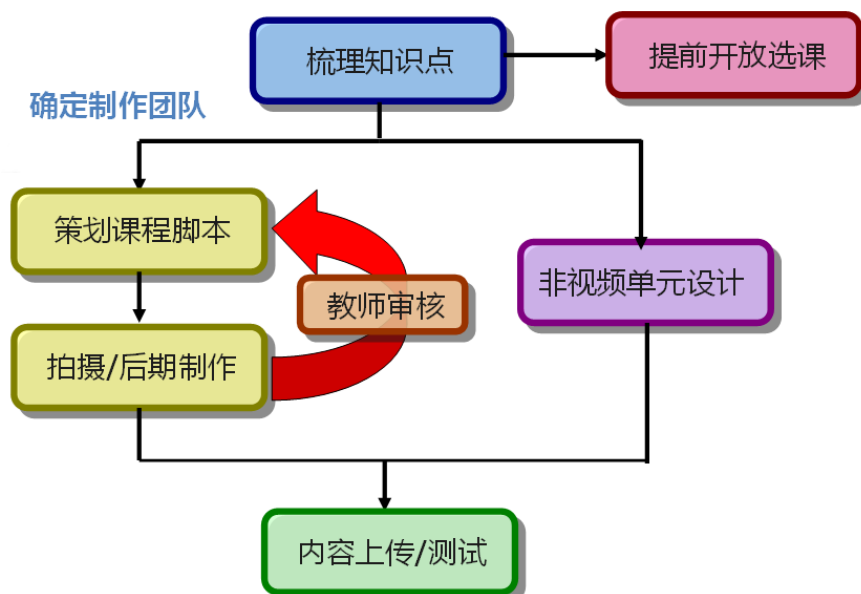 梳理知识点
提前开放选课
确定制作团队
策划课程脚本
非视频单元设计
教师审核
拍摄/后期制作
内容上传/测试